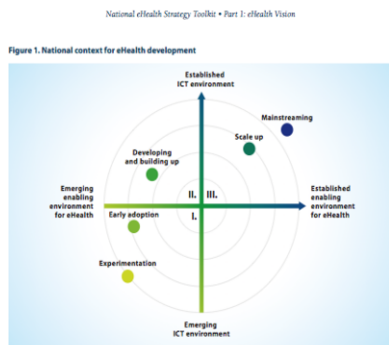 National eHealth Strategy Toolkit • Part 1: eHealth Vision
Figure 1. National context for eHealth development
Established
ICT environment
Mainstreaming
Scale up
Developing
and building up
Emerging
enabling
environment
for eHealth
II.
III.
Established
enabling
environment
for eHealth
Early adoption
I.
Experimentation
Emerging
ICT environment